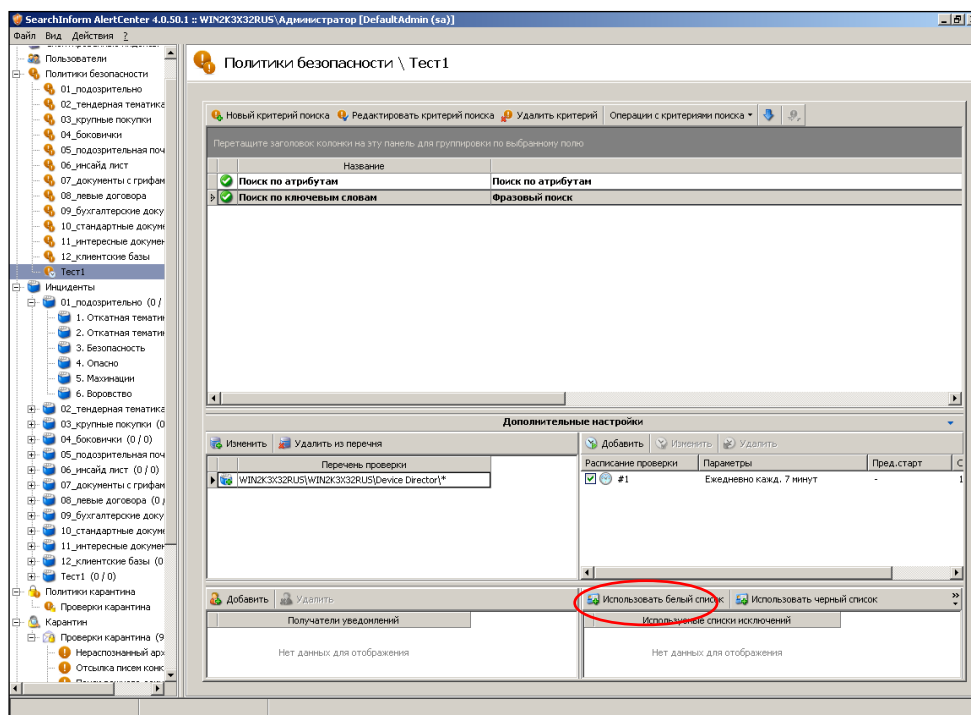 SearchInform AlertCenter 4.0.50.1 :: WIN2K3X32RUS\Администратор [DefaultAdmin (sa)]
Файл Вид Действия ?
Пользователи
Политики безопасности
01_подозрительно
02_тендерная тематика
03_крупные покупки
04_боковички
05_подозрительная поч
06_инсайд лист
07_документы с грифам
08_левые договора
09_бухгалтерские доку
10_стандартные докуме
11_интересные докумен
12_клиентские базы
Тест1
Инциденты
01_подозрительно (0 /
1. Откатная темати
2. Откатная темати
3. Безопасность
4. Опасно
5. Махинации
6. Воровство
02_тендерная тематика
03_крупные покупки (0
04_боковички (0 / 0)
05_подозрительная поч
06_инсайд лист (0 / 0)
07_документы с грифам
08_левые договора (0 /
09_бухгалтерские доку
10_стандартные докуме
11_интересные докумен
12_клиентские базы (0
Тест1 (0 / 0)
Политики карантина
Проверки карантина
Карантин
Проверки карантина (9
Нераспознанный арх
Отсылка писем конк
Политики безопасности \ Тест1
Новый критерий поиска Редактировать критерий поиска Удалить критерий Операции с критериями поиска
Перетащите заголовок колонки на эту панель для группировки по выбранному полю
Название
Поиск по атрибутам Поиск по атрибутам
Поиск по ключевым словам Фразовый поиск
Дополнительные настройки
Изменить Удалить из перечня
Перечень проверки
WIN2K3X32RUS\WIN2K3X32RUS\Device Director\*
Добавить Изменить Удалить
Расписание проверки Параметры Пред.старт С
#1 Ежедневно кажд. 7 минут - 1
Добавить Удалить
Получатели уведомлений
Нет данных для отображения
Использовать белый список Использовать черный список »
Используемые списки исключений
Нет данных для отображения